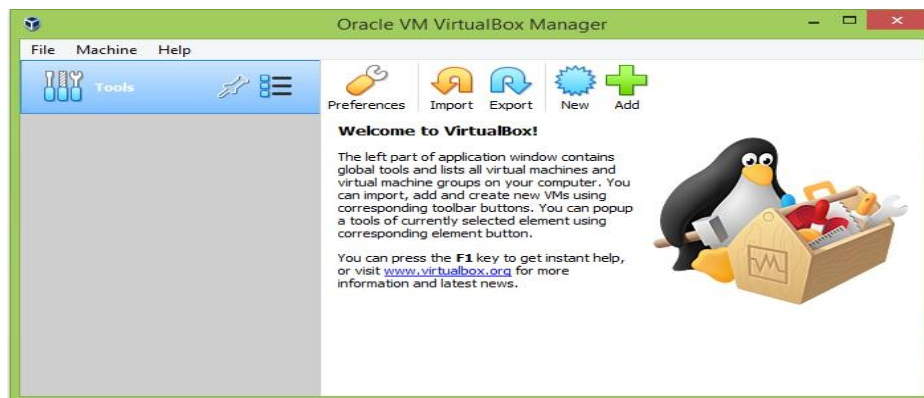 Oracle VM VirtualBox Manager
File Machine Help
Tools
Preferences Import Export New Add
Welcome to VirtualBox!
The left part of application window contains
global tools and lists all virtual machines and
virtual machine groups on your computer. You
can import, add and create new VMs using
corresponding toolbar buttons. You can popup
a tools of currently selected element using
corresponding element button.
You can press the F1 key to get instant help,
or visit www.virtualbox.org for more
information and latest news.